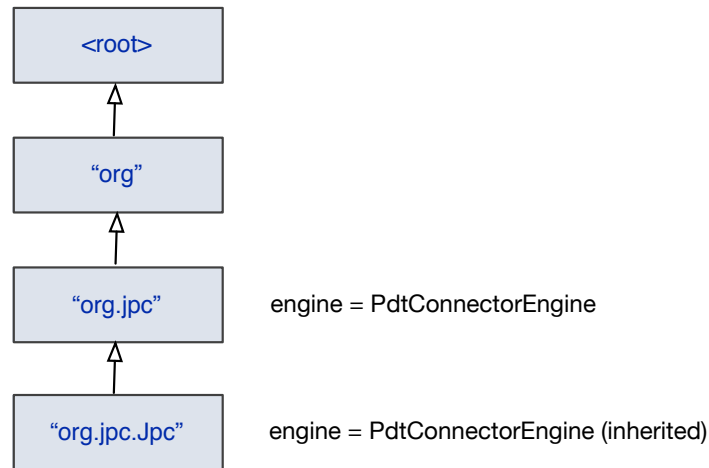 <root>
“org”
“org.jpc” engine = PdtConnectorEngine
“org.jpc.Jpc” engine = PdtConnectorEngine (inherited)